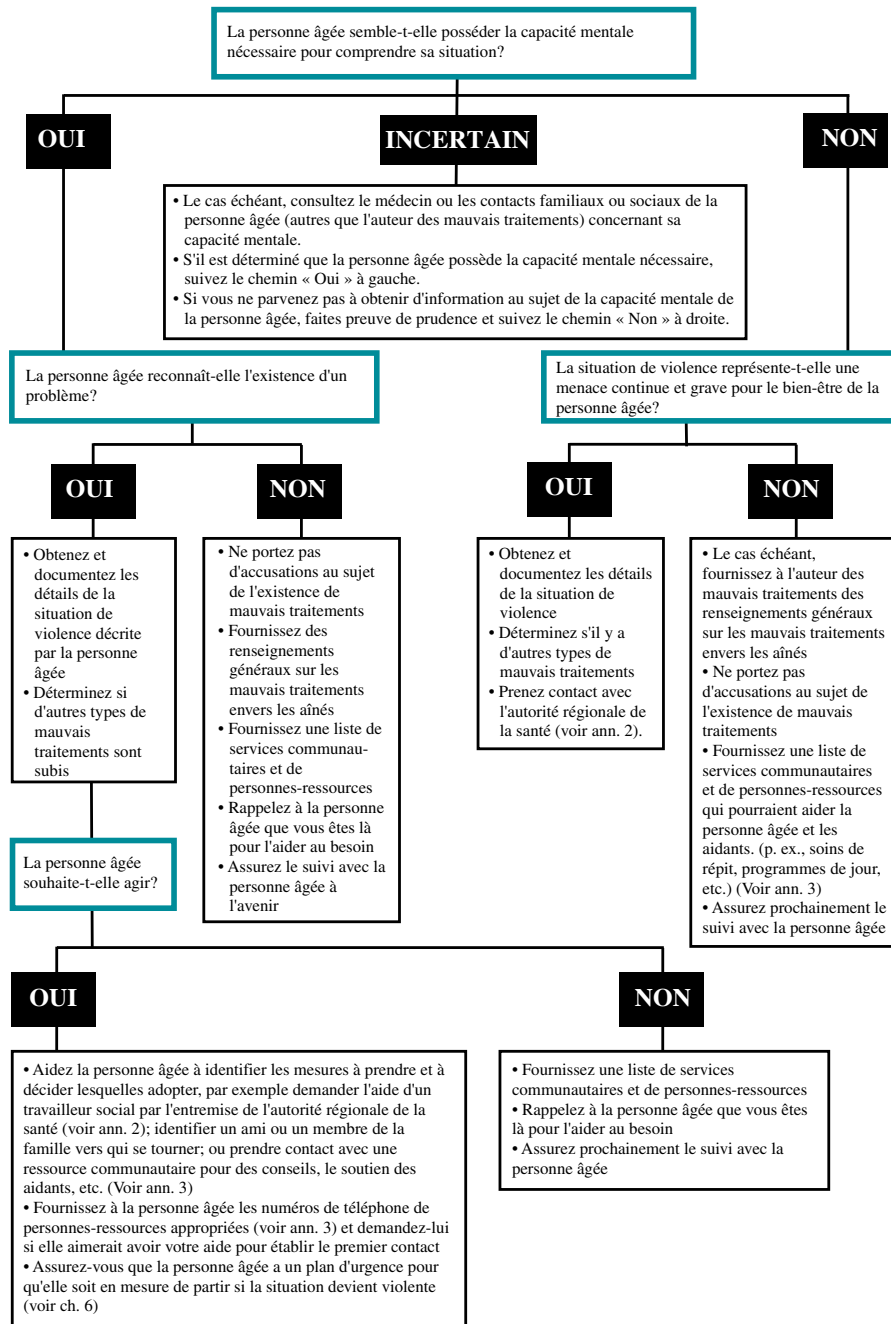 La personne âgée semble-t-elle posséder la capacité mentale
nécessaire pour comprendre sa situation?
OUI
INCERTAIN
NON
• Le cas échéant, consultez le médecin ou les contacts familiaux ou sociaux de la
personne âgée (autres que l'auteur des mauvais traitements) concernant sa
capacité mentale.
• S'il est déterminé que la personne âgée possède la capacité mentale nécessaire,
suivez le chemin « Oui » à gauche.
• Si vous ne parvenez pas à obtenir d'information au sujet de la capacité mentale de
la personne âgée, faites preuve de prudence et suivez le chemin « Non » à droite.
La personne âgée reconnaît-elle l'existence d'un
problème?
La situation de violence représente-t-elle une
menace continue et grave pour le bien-être de la
personne âgée?
OUI
NON
OUI
NON
• Obtenez et
documentez les
détails de la
situation de
violence décrite
par la personne
âgée
• Déterminez si
d'autres types de
mauvais
traitements sont
subis
• Ne portez pas
d'accusations au sujet
de l'existence de
mauvais traitements
• Fournissez des
renseignements
généraux sur les
mauvais traitements
envers les aînés
• Fournissez une liste de
services communau-
taires et de
personnes-ressources
• Rappelez à la personne
âgée que vous êtes là
pour l'aider au besoin
• Assurez le suivi avec la
personne âgée à
l'avenir
• Obtenez et
documentez les détails
de la situation de
violence
• Déterminez s'il y a
d'autres types de
mauvais traitements
• Prenez contact avec
l'autorité régionale de
la santé (voir ann. 2).
• Le cas échéant,
fournissez à l'auteur des
mauvais traitements des
renseignements généraux
sur les mauvais traitements
envers les aînés
• Ne portez pas
d'accusations au sujet de
l'existence de mauvais
traitements
• Fournissez une liste de
services communautaires
et de personnes-ressources
qui pourraient aider la
personne âgée et les
aidants. (p. ex., soins de
répit, programmes de jour,
etc.) (Voir ann. 3)
• Assurez prochainement le
suivi avec la personne âgée
La personne âgée
souhaite-t-elle agir?
OUI
NON
• Aidez la personne âgée à identifier les mesures à prendre et à
décider lesquelles adopter, par exemple demander l'aide d'un
travailleur social par l'entremise de l'autorité régionale de la
santé (voir ann. 2); identifier un ami ou un membre de la
famille vers qui se tourner; ou prendre contact avec une
ressource communautaire pour des conseils, le soutien des
aidants, etc. (Voir ann. 3)
• Fournissez à la personne âgée les numéros de téléphone de
personnes-ressources appropriées (voir ann. 3) et demandez-lui
si elle aimerait avoir votre aide pour établir le premier contact
• Assurez-vous que la personne âgée a un plan d'urgence pour
qu'elle soit en mesure de partir si la situation devient violente
(voir ch. 6)
• Fournissez une liste de services
communautaires et de personnes-ressources
• Rappelez à la personne âgée que vous êtes
là pour l'aider au besoin
• Assurez prochainement le suivi avec la
personne âgée